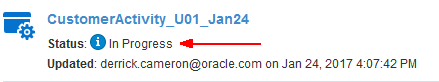 CustomerActivity_U01_Jan24
Status: In Progress
Updated: derrick.cameron@oracle.com on Jan 24, 2017 4:07:42 PM